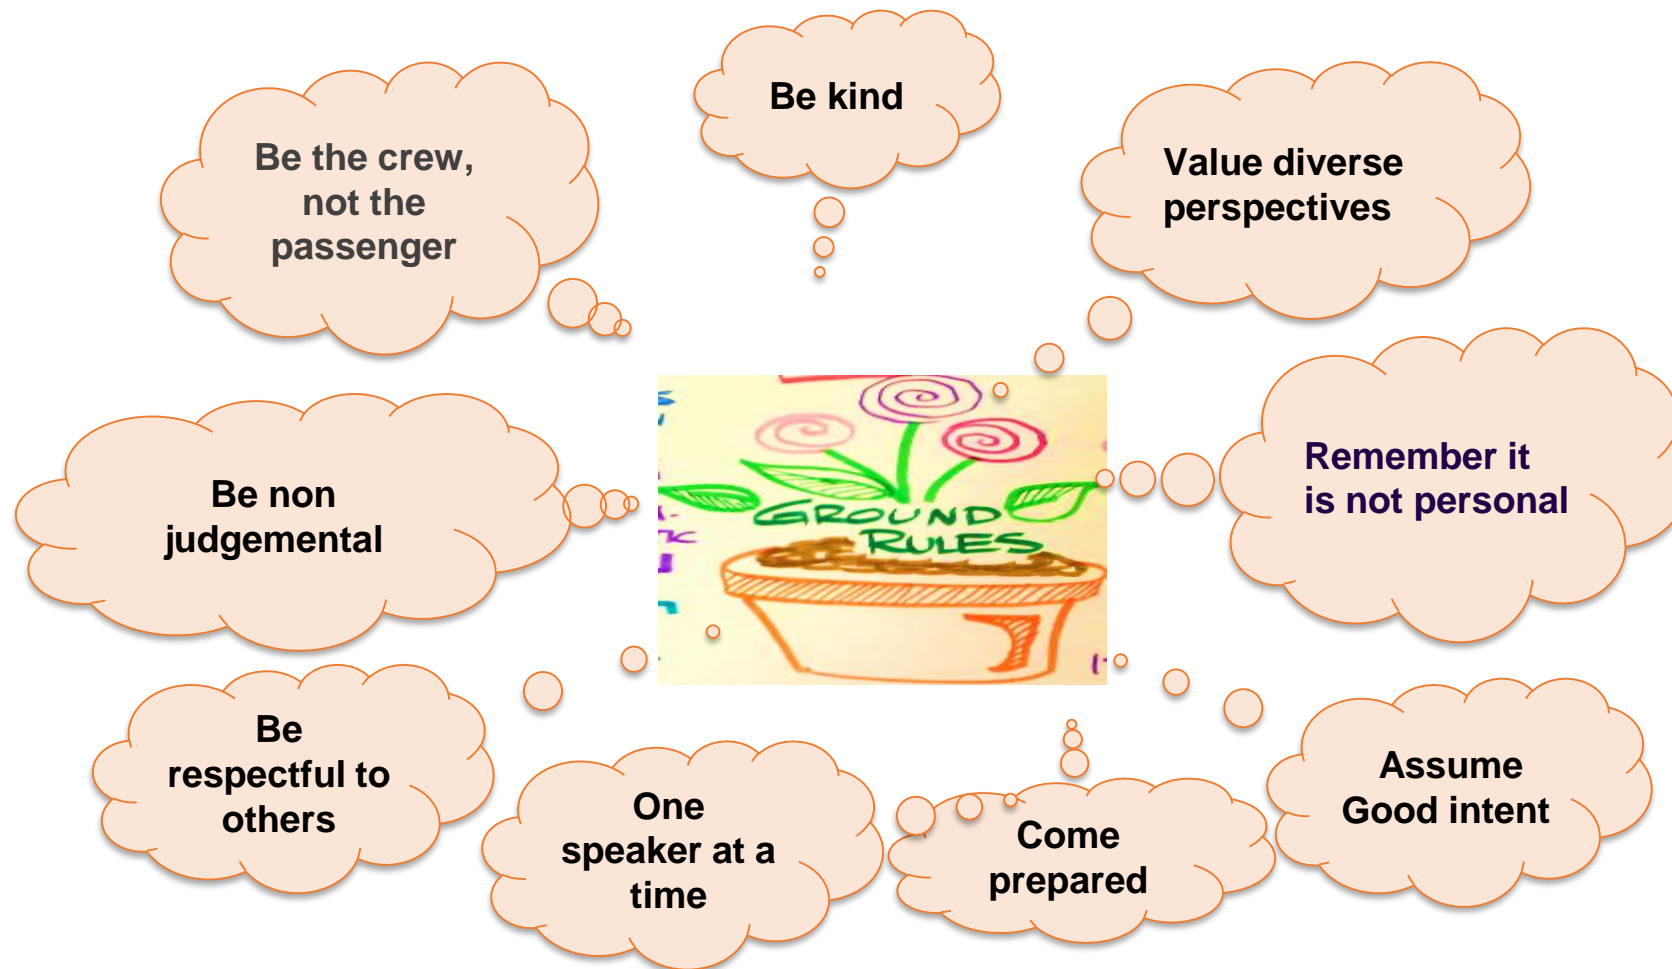 Be kind
Be the crew,
not the
passenger
Value diverse
perspectives
Remember it
is not personal
Be non
judgemental
GROUND
RULES
Be
respectful to
others
One
speaker at a
time
Come
prepared
Assume
Good intent